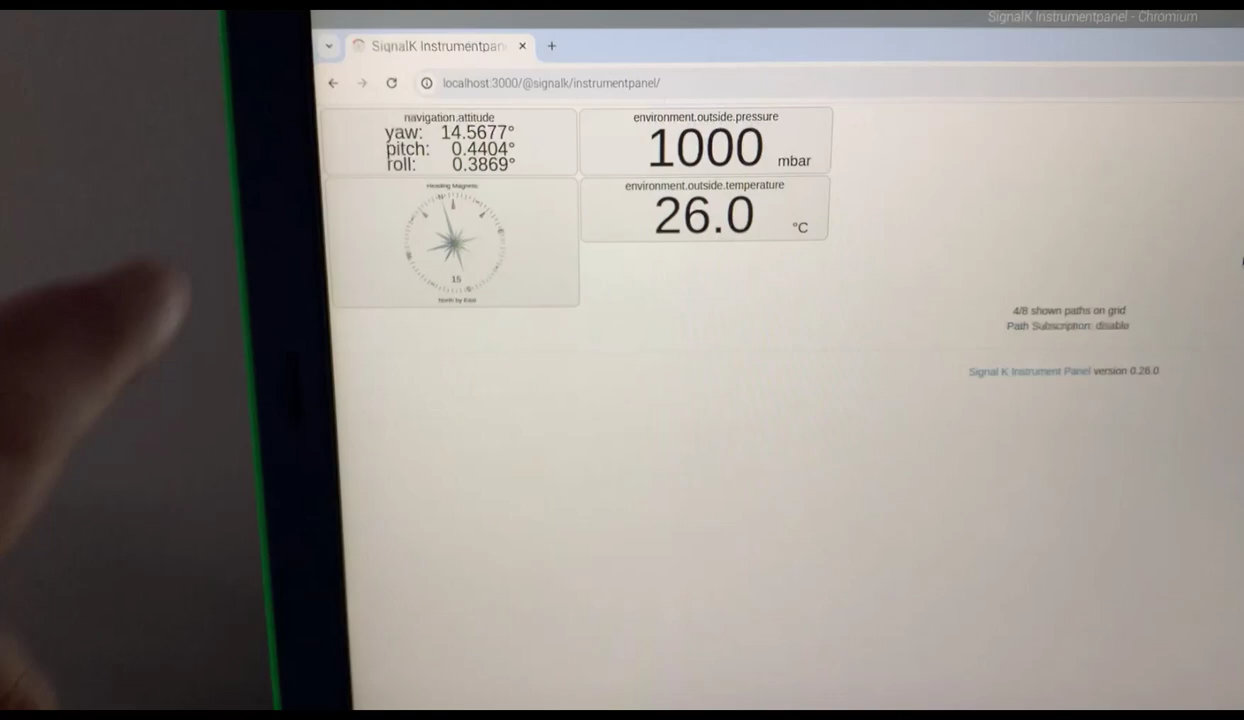 SignalK Instrumentpanel - Chromium
SignalK Instrumentpan
localhost:3000/@signalk/instrumentpanel/
navigation.attitude
yaw: 14.5677°
pitch: 0.4404°
roll: 0.3869°
environment.outside.pressure
1000 mbar
Heading Magnetic
15
North by East
environment.outside.temperature
26.0 °C
4/8 shown paths on grid
Path Subscription: disable
Signal K Instrument Panel version 0.26.0